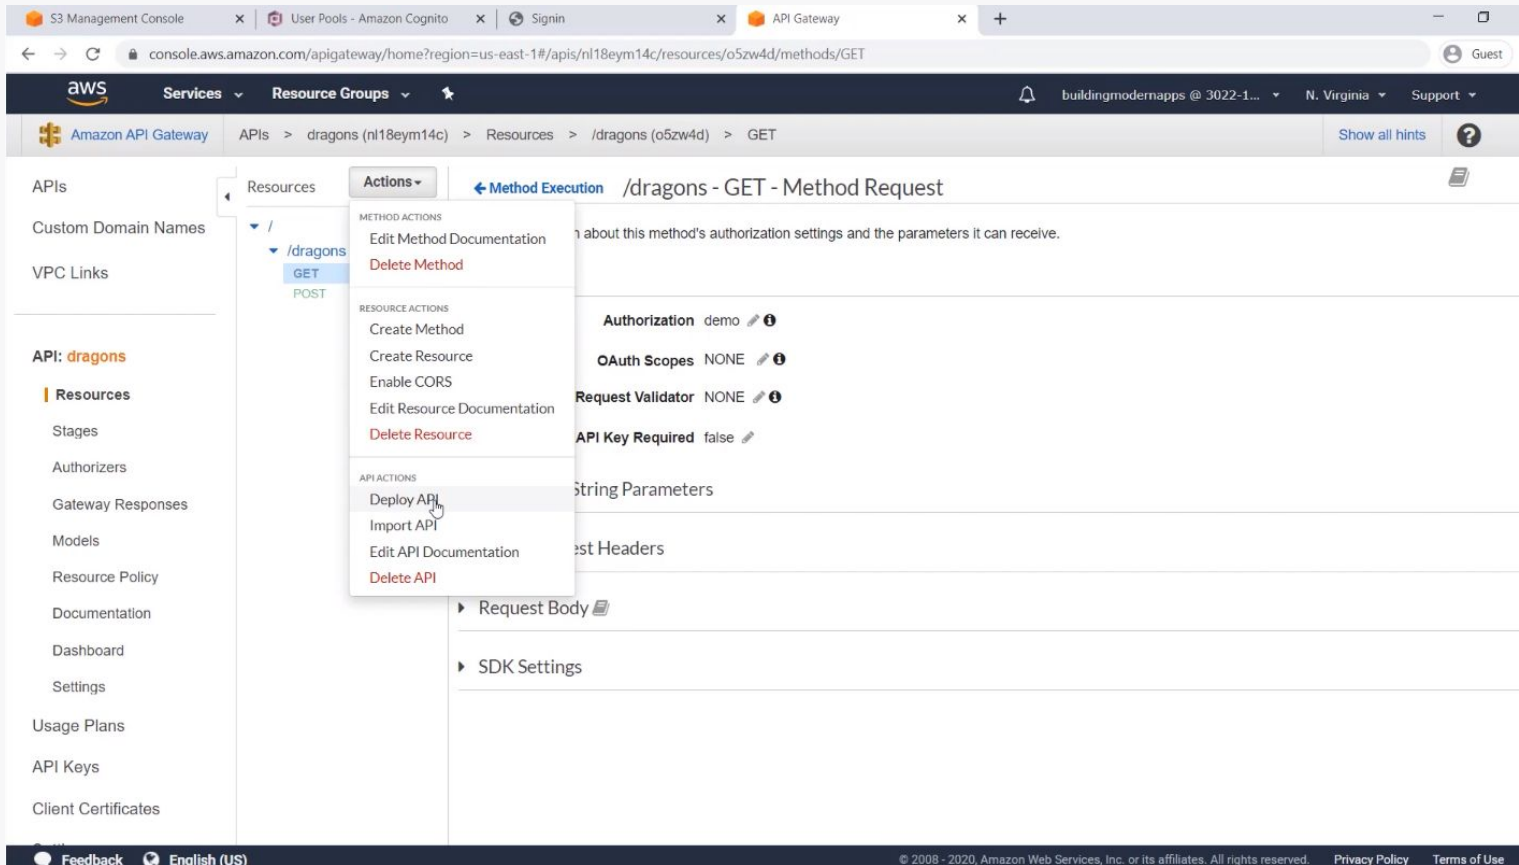 S3 Management Console
User Pools - Amazon Cognito
Signin
API Gateway
console.aws.amazon.com/apigateway/home?region=us-east-1#/apis/nl18eym14c/resources/o5zw4d/methods/GET
Guest
aws
Services
Resource Groups
buildingmodernapps @ 3022-1...
N. Virginia
Support
Amazon API Gateway
APIs > dragons (nl18eym14c) > Resources > /dragons (o5zw4d) > GET
Show all hints
APIs
Custom Domain Names
VPC Links
API: dragons
Resources
Stages
Authorizers
Gateway Responses
Models
Resource Policy
Documentation
Dashboard
Settings
Usage Plans
API Keys
Client Certificates
Resources
Actions
/
/dragons
GET
POST
METHOD ACTIONS
Edit Method Documentation
Delete Method
RESOURCE ACTIONS
Create Method
Create Resource
Enable CORS
Edit Resource Documentation
Delete Resource
API ACTIONS
Deploy API
Import API
Edit API Documentation
Delete API
Method Execution /dragons - GET - Method Request
about this method's authorization settings and the parameters it can receive.
Authorization demo
OAuth Scopes NONE
Request Validator NONE
API Key Required false
String Parameters
Headers
Request Body
SDK Settings
Feedback
English (US)
© 2008 - 2020, Amazon Web Services, Inc. or its affiliates. All rights reserved.
Privacy Policy
Terms of Use